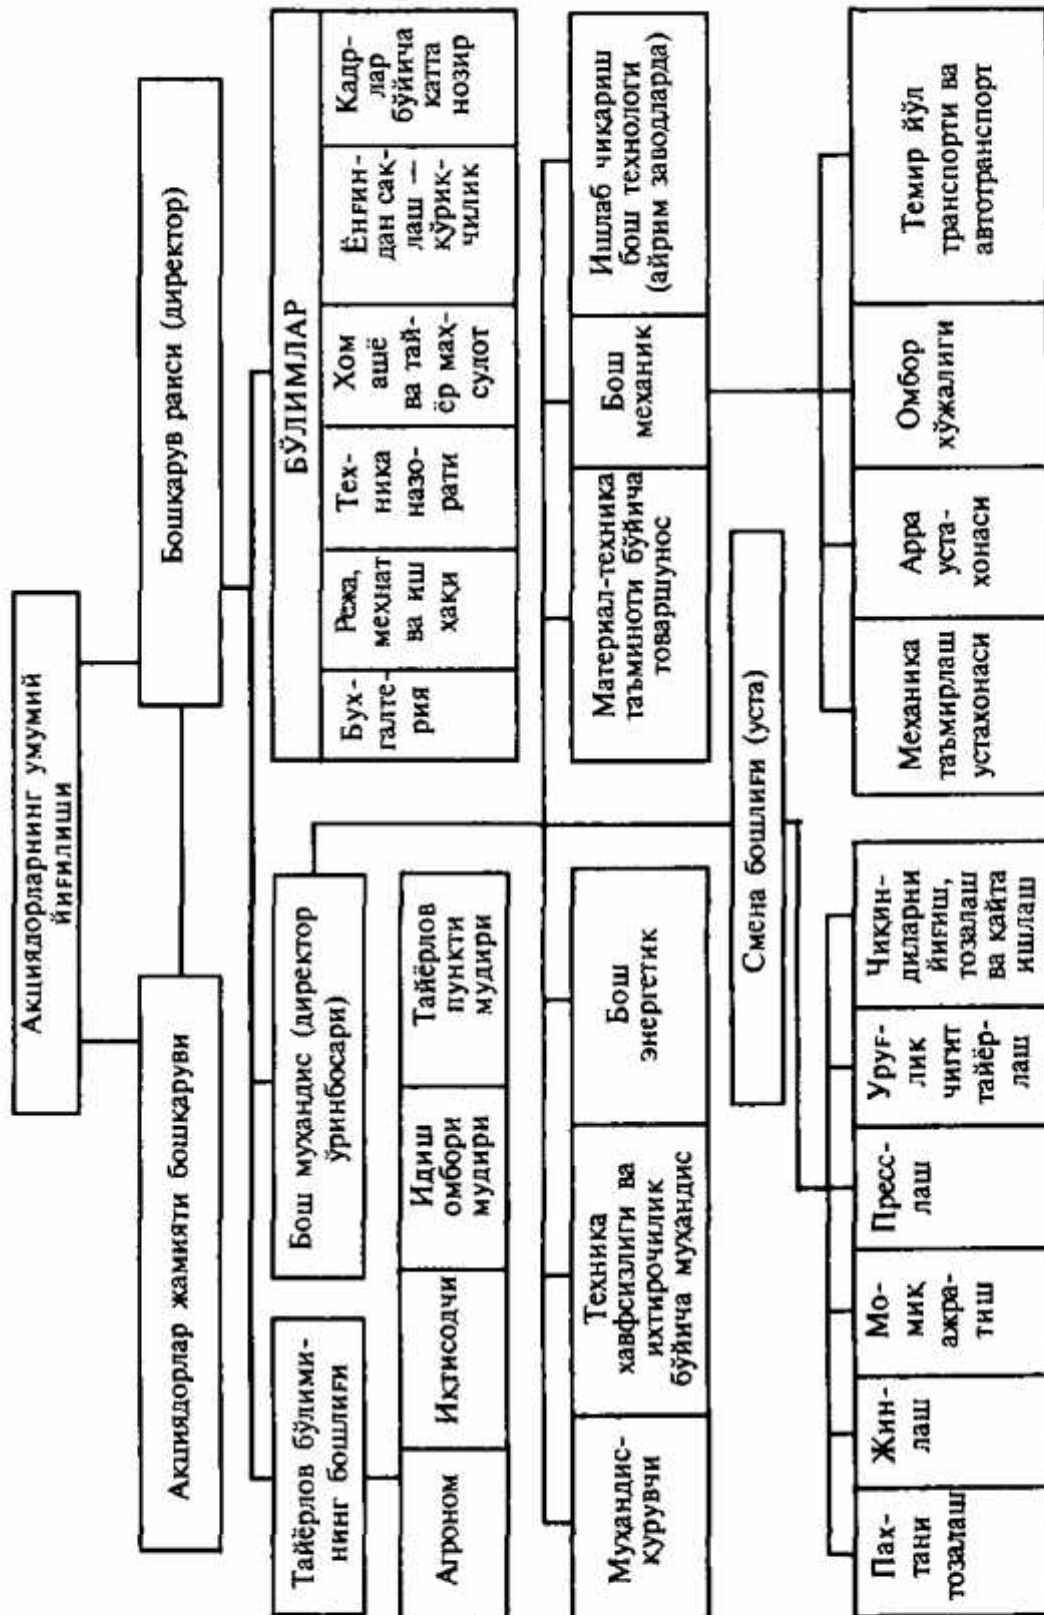 Акциядорларнинг умумий
йиғилиши
Акциядорлар жамияти бошқаруви
Бошқарув раиси (директор)
Тайёрлов бўлими-
нинг бошлиғи
Бош муҳандис (директор
ўринбосари)
БЎЛИМЛАР
Бух-
галте-
рия
Режа,
меҳнат
ва иш
ҳақи
Тех-
ника
назо-
рати
Хом
ашё
ва тай-
ёр маҳ-
сулот
Ёнғин-
дан сақ-
лаш —
қўриқ-
чилик
Кадр-
лар
бўйича
катта
нозир
Агроном
Иқтисодчи
Идиш
омбори
мудири
Тайёрлов
пункти
мудири
Муҳандис-
қурувчи
Техника
хавфсизлиги ва
ихтирочилик
бўйича муҳандис
Бош
энергетик
Материал-техника
таъминоти бўйича
товаршунос
Бош
механик
Ишлаб чиқариш
бош технологи
(айрим заводларда)
Смена бошлиғи (уста)
Пах-
тани
тозалаш
Жин-
лаш
Мо-
миқ
ажра-
тиш
Пресс-
лаш
Уруғ-
лик
чигит
тайёр-
лаш
Чиқин-
диларни
йиғиш,
тозалаш
ва қайта
ишлаш
Механика
таъмирлаш
устахонаси
Арра
уста-
хонаси
Омбор
хўжалиги
Темир йўл
транспорти ва
автотранспорт